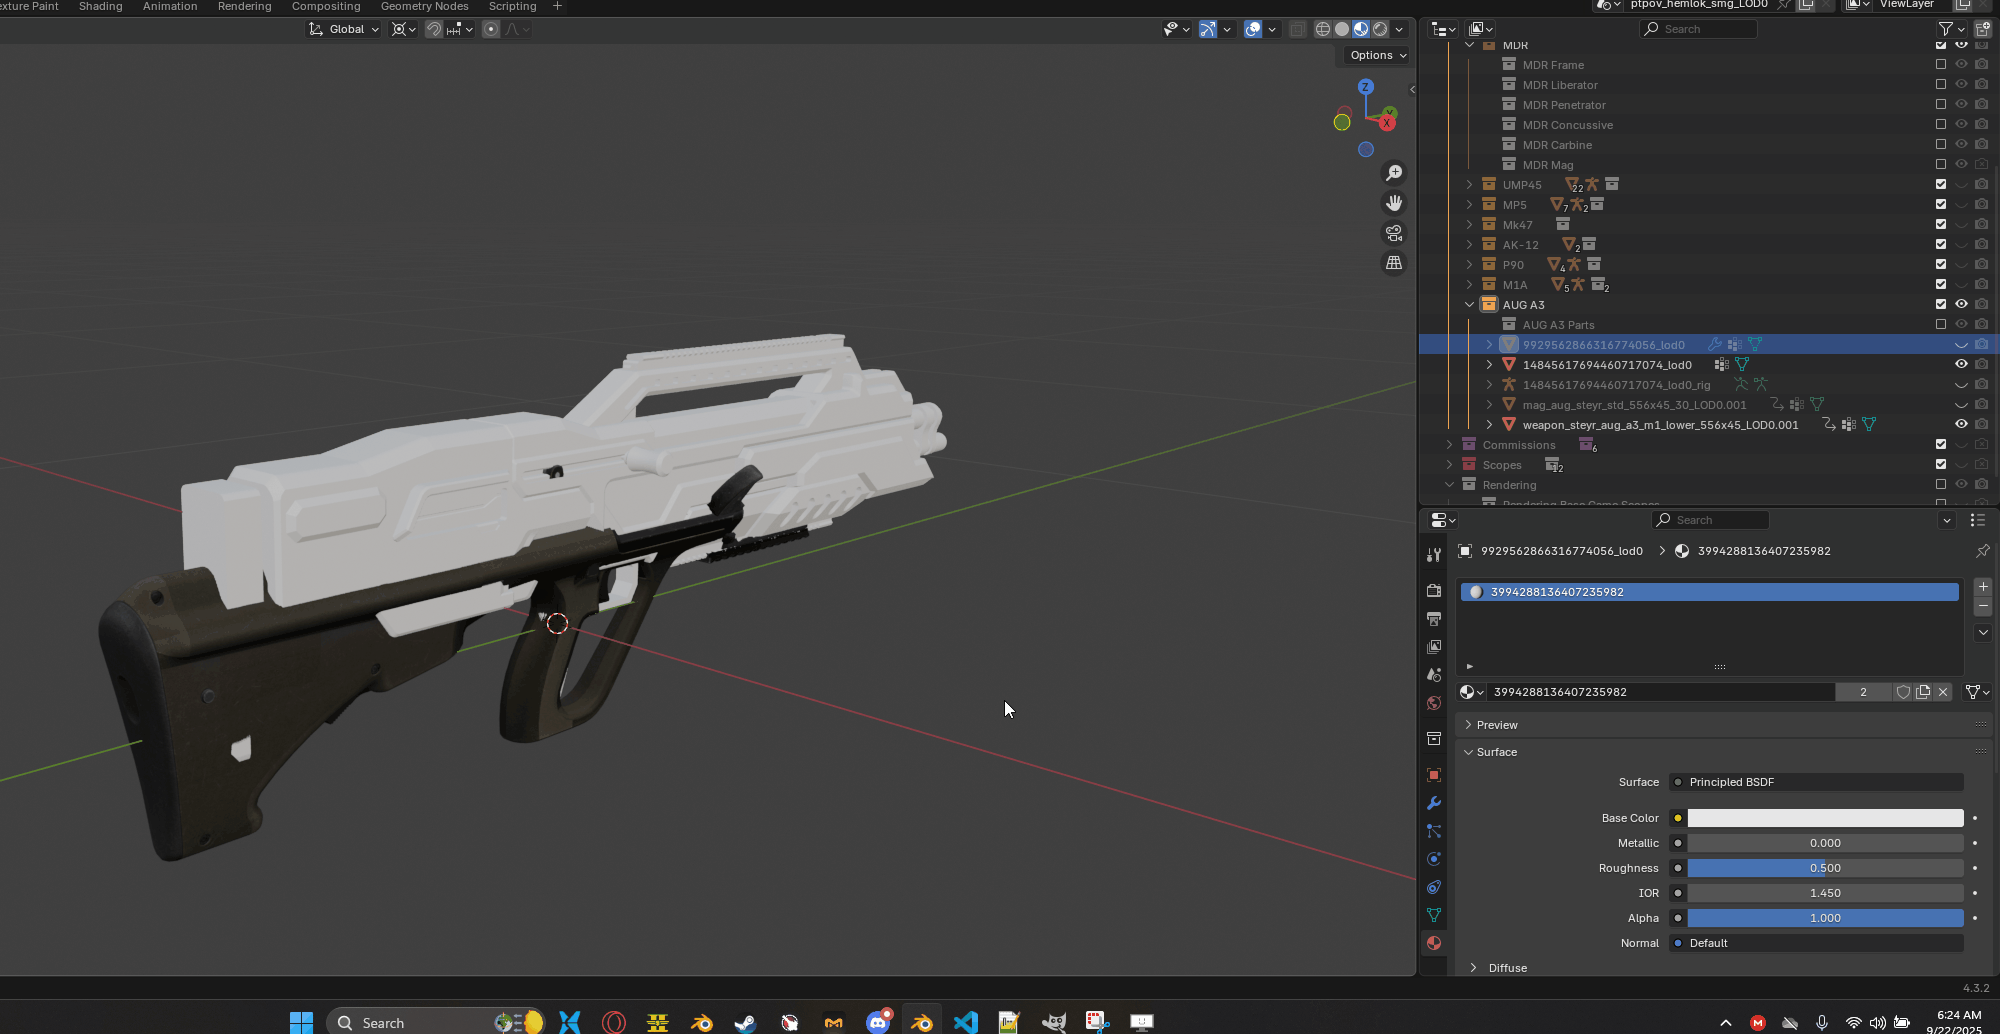 exture Paint Shading Animation Rendering Compositing Geometry Nodes Scripting +
ptpov_hemlok_smg_LOD0 ViewLayer
Global
Options
Z
X
Search
MDR
MDR Frame
MDR Liberator
MDR Penetrator
MDR Concussive
MDR Carbine
MDR Mag
UMP45 22
MP5 7 2
Mk47
AK-12 2
P90 4
M1A 5 2
AUG A3
AUG A3 Parts
9929562866316774056_lod0
14845617694460717074_lod0
14845617694460717074_lod0_rig
mag_aug_steyr_std_556x45_30_LOD0.001
weapon_steyr_aug_a3_m1_lower_556x45_LOD0.001
Commissions 6
Scopes 12
Rendering
Rendering Base Game Scopes
Search
9929562866316774056_lod0 > 3994288136407235982
3994288136407235982
3994288136407235982 2
Preview
Surface
Surface Principled BSDF
Base Color
Metallic 0.000
Roughness 0.500
IOR 1.450
Alpha 1.000
Normal Default
Diffuse
4.3.2
Search
6:24 AM
9/22/2025